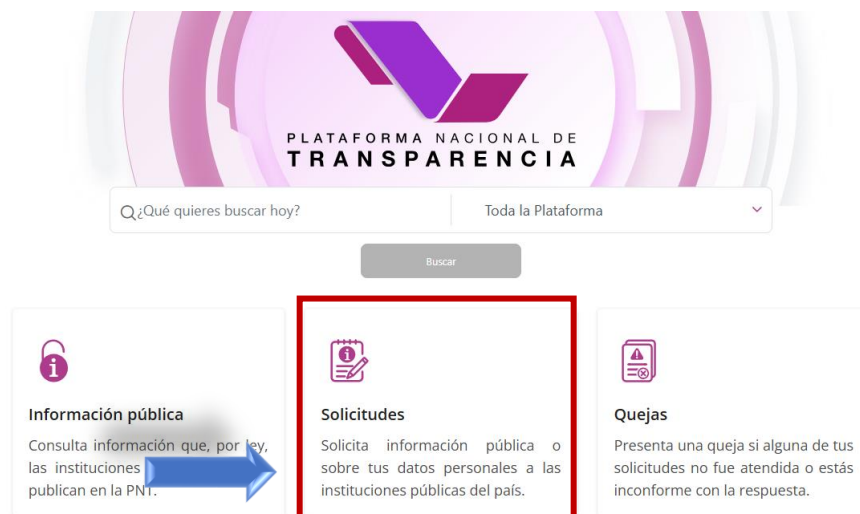 PLATAFORMA NACIONAL DE
TRANSPARENCIA
¿Qué quieres buscar hoy?
Toda la Plataforma
Buscar
Información pública
Consulta información que, por ley,
las instituciones
publican en la PNT.
Solicitudes
Solicita información pública o
sobre tus datos personales a las
instituciones públicas del país.
Quejas
Presenta una queja si alguna de tus
solicitudes no fue atendida o estás
inconforme con la respuesta.